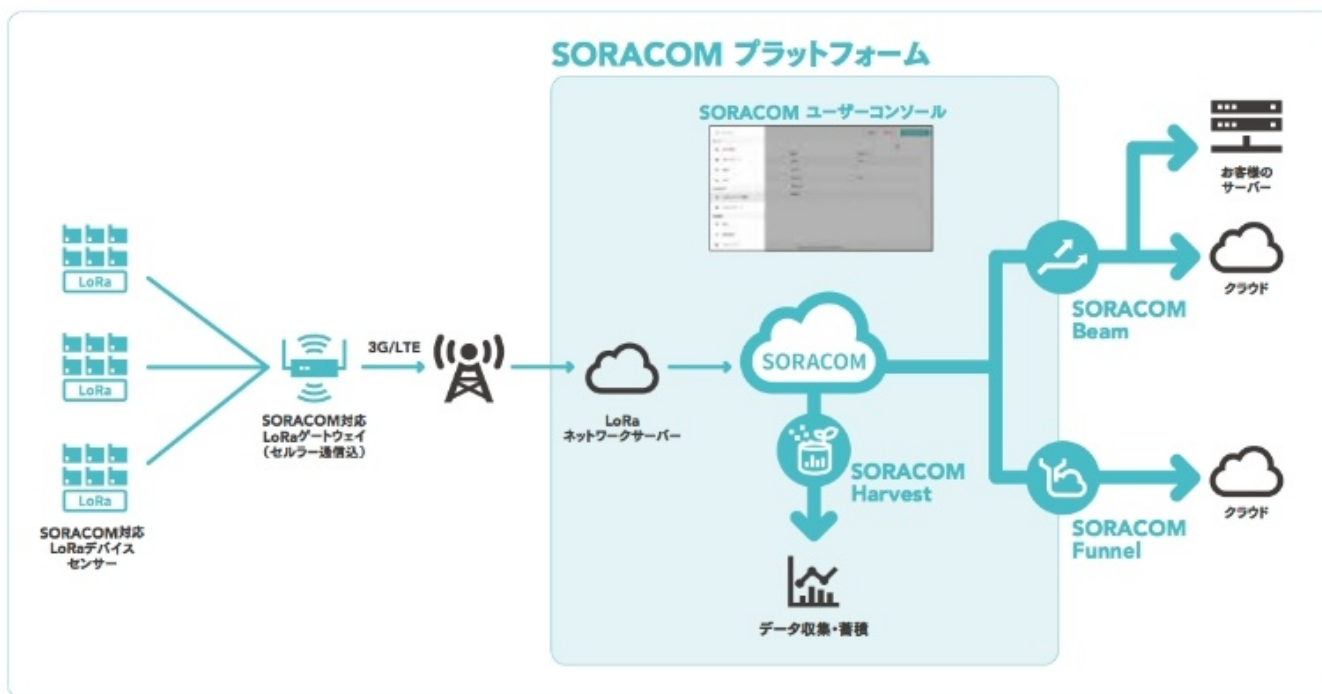 SORACOM プラットフォーム
SORACOM ユーザーコンソール
LoRa
LoRa
LoRa
SORACOM対応
LoRaデバイス
センサー
SORACOM対応
LoRaゲートウェイ
（セルラー通信込）
3G/LTE
LoRa
ネットワークサーバー
SORACOM
SORACOM
Harvest
データ収集・蓄積
SORACOM
Beam
お客様の
サーバー
クラウド
SORACOM
Funnel
クラウド